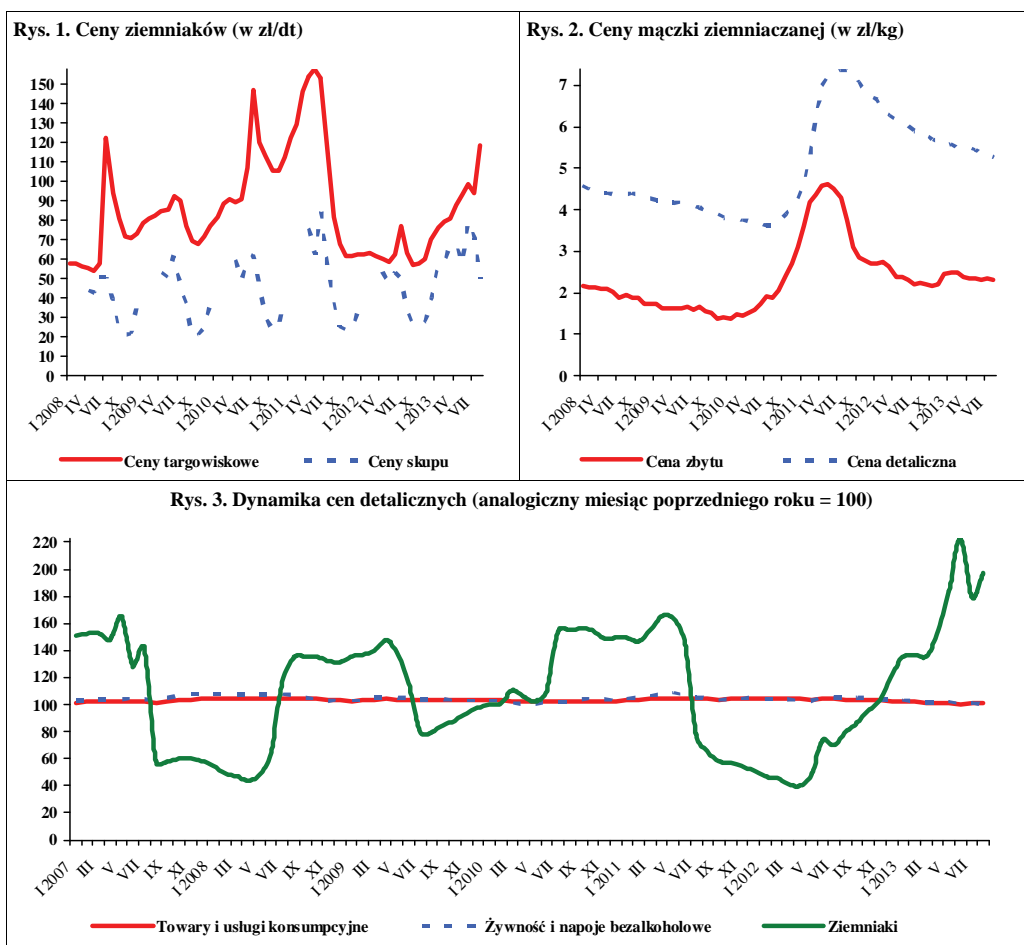 Rys. 1. Ceny ziemniaków (w zł/dt)
150
140
130
120
110
100
90
80
70
60
50
40
30
20
10
0
I 2008
IV
VII
X
I 2009
IV
VII
X
I 2010
IV
VII
X
I 2011
IV
VII
X
I 2012
IV
VII
X
I 2013
IV
VII
Ceny targowiskowe
Ceny skupu
Rys. 2. Ceny mączki ziemniaczanej (w zł/kg)
7
6
5
4
3
2
1
0
I 2008
IV
VII
X
I 2009
IV
VII
X
I 2010
IV
VII
X
I 2011
IV
VII
X
I 2012
IV
VII
X
I 2013
IV
VII
Cena zbytu
Cena detaliczna
Rys. 3. Dynamika cen detalicznych (analogiczny miesiąc poprzedniego roku = 100)
220
200
180
160
140
120
100
80
60
40
20
0
I 2007
III
V
VII
IX
XI
I 2008
III
V
VII
IX
XI
I 2009
III
V
VII
IX
XI
I 2010
III
V
VII
IX
XI
I 2011
III
V
VII
IX
XI
I 2012
III
V
VII
IX
XI
I 2013
III
V
VII
Towary i usługi konsumpcyjne
Żywność i napoje bezalkoholowe
Ziemniaki